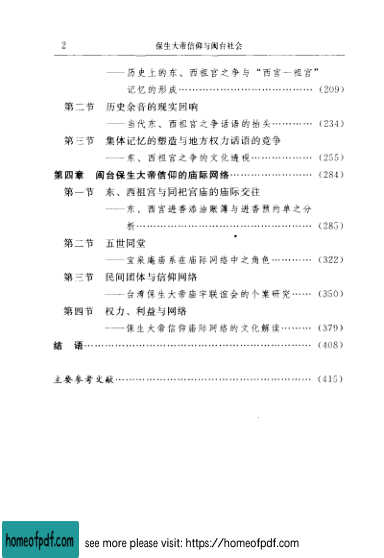 2 保生大帝信仰与闽台社会
——历史上的东、西祖宫之争与“西宫—祖宫”
记忆的形成…………………………………(209)
第二节 历史余音的现实回响
——当代东、西祖宫之争话语的抬头…………(234)
第三节 集体记忆的塑造与地方权力话语的竞争
——东、西祖宫之争的文化透视………………(255)
第四章 闽台保生大帝信仰的庙际网络……………………(284)
第一节 东、西祖宫与同祀宫庙的庙际交往
——东、西宫进香添油账簿与进香预约单之分
析……………………………………………(285)
第二节 五世同堂
——宝泉庵庙系在庙际网络中之角色…………(322)
第三节 民间团体与信仰网络
——台湾保生大帝庙宇联谊会的个案研究……(350)
第四节 权力、利益与网络
——保生大帝信仰庙际网络的文化解读………(379)
结 语…………………………………………………………(408)
主要参考文献…………………………………………………(415)
homeofpdf.com see more please visit: https://homeofpdf.com